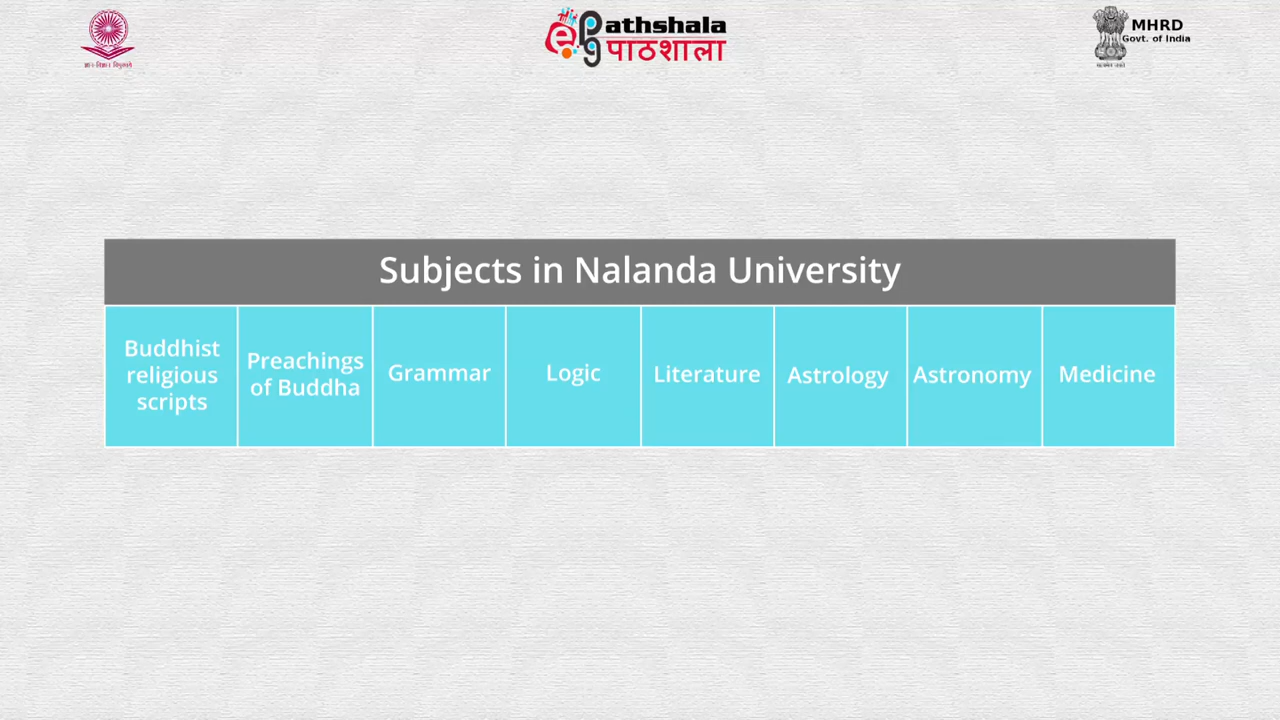 ePathshala
पाठशाला
MHRD
Govt. of India
Subjects in Nalanda University
Buddhist religious scripts
Preachings of Buddha
Grammar
Logic
Literature
Astrology
Astronomy
Medicine